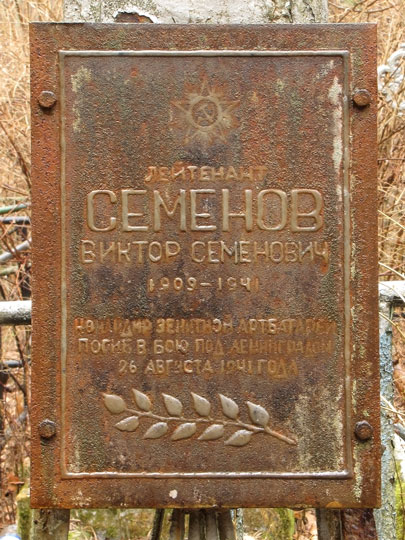 ЛЕЙТЕНАНТ
СЕМЕНОВ
ВИКТОР СЕМЕНОВИЧ
1909-1941
КОМАНДИР ЗЕНИТНОЙ АРТБАТАРЕИ
ПОГИБ В БОЮ ПОД ЛЕНИНГРАДОМ
26 АВГУСТА 1941 ГОДА